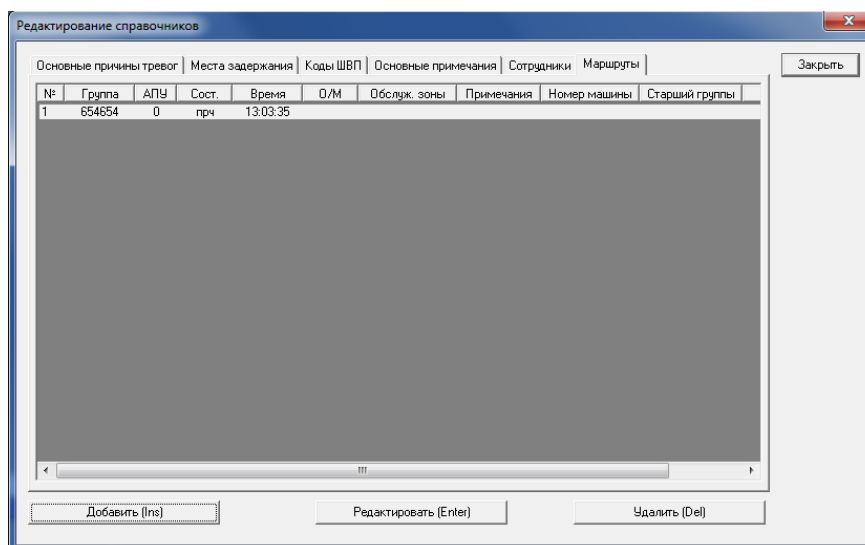 Редактирование справочников
Основные причины тревог Места задержания Коды ШВП Основные примечания Сотрудники Маршруты Закрыть
№ Группа АПУ Сост. Время О/М Обслуж. зоны Примечания Номер машины Старший группы
1 654654 0 прч 13:03:35
Добавить (Ins) Редактировать (Enter) Удалить (Del)